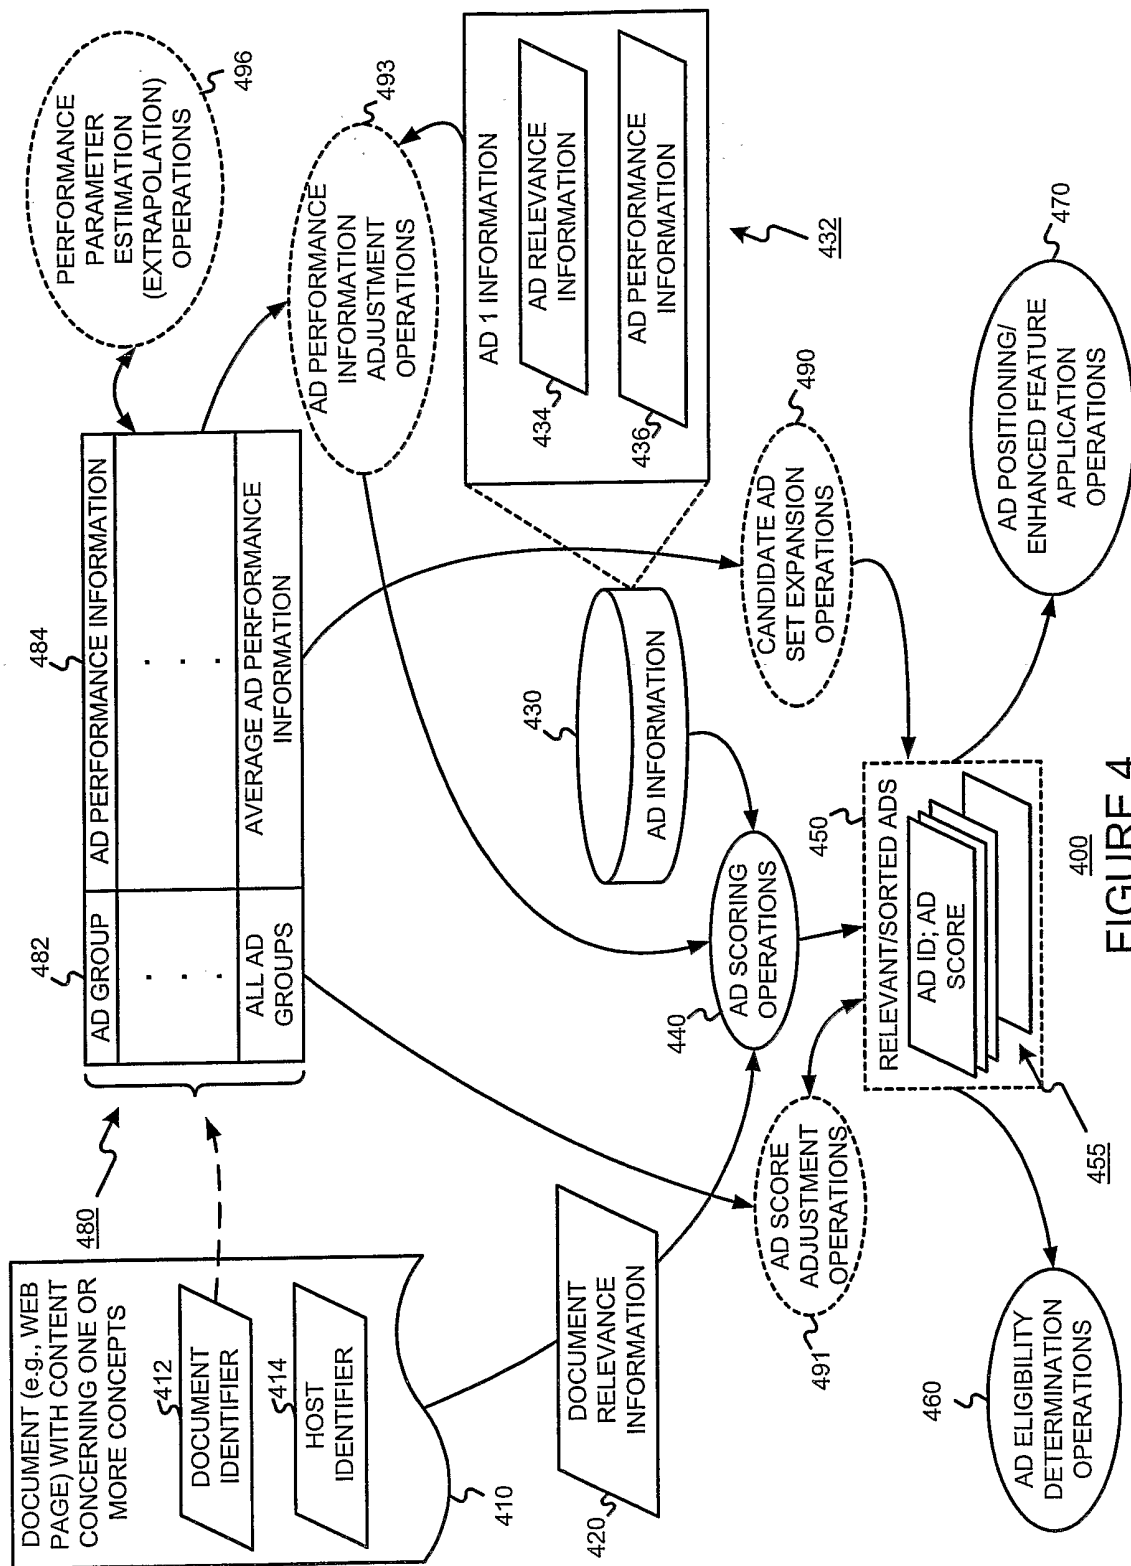 DOCUMENT (e.g., WEB
PAGE) WITH CONTENT
CONCERNING ONE OR
MORE CONCEPTS
412
DOCUMENT
IDENTIFIER
414
HOST
IDENTIFIER
410
480
482
484
AD GROUP
AD PERFORMANCE INFORMATION
.
.
.
.
.
.
ALL AD
GROUPS
AVERAGE AD PERFORMANCE
INFORMATION
PERFORMANCE
PARAMETER
ESTIMATION
(EXTRAPOLATION)
OPERATIONS
496
AD PERFORMANCE
INFORMATION
ADJUSTMENT
OPERATIONS
493
AD 1 INFORMATION
AD RELEVANCE
INFORMATION
434
AD PERFORMANCE
INFORMATION
436
432
420
DOCUMENT
RELEVANCE
INFORMATION
430
AD INFORMATION
440
AD SCORING
OPERATIONS
490
CANDIDATE AD
SET EXPANSION
OPERATIONS
491
AD SCORE
ADJUSTMENT
OPERATIONS
450
RELEVANT/SORTED ADS
AD ID; AD
SCORE
455
460
AD ELIGIBILITY
DETERMINATION
OPERATIONS
470
AD POSITIONING/
ENHANCED FEATURE
APPLICATION
OPERATIONS
400
FIGURE 4